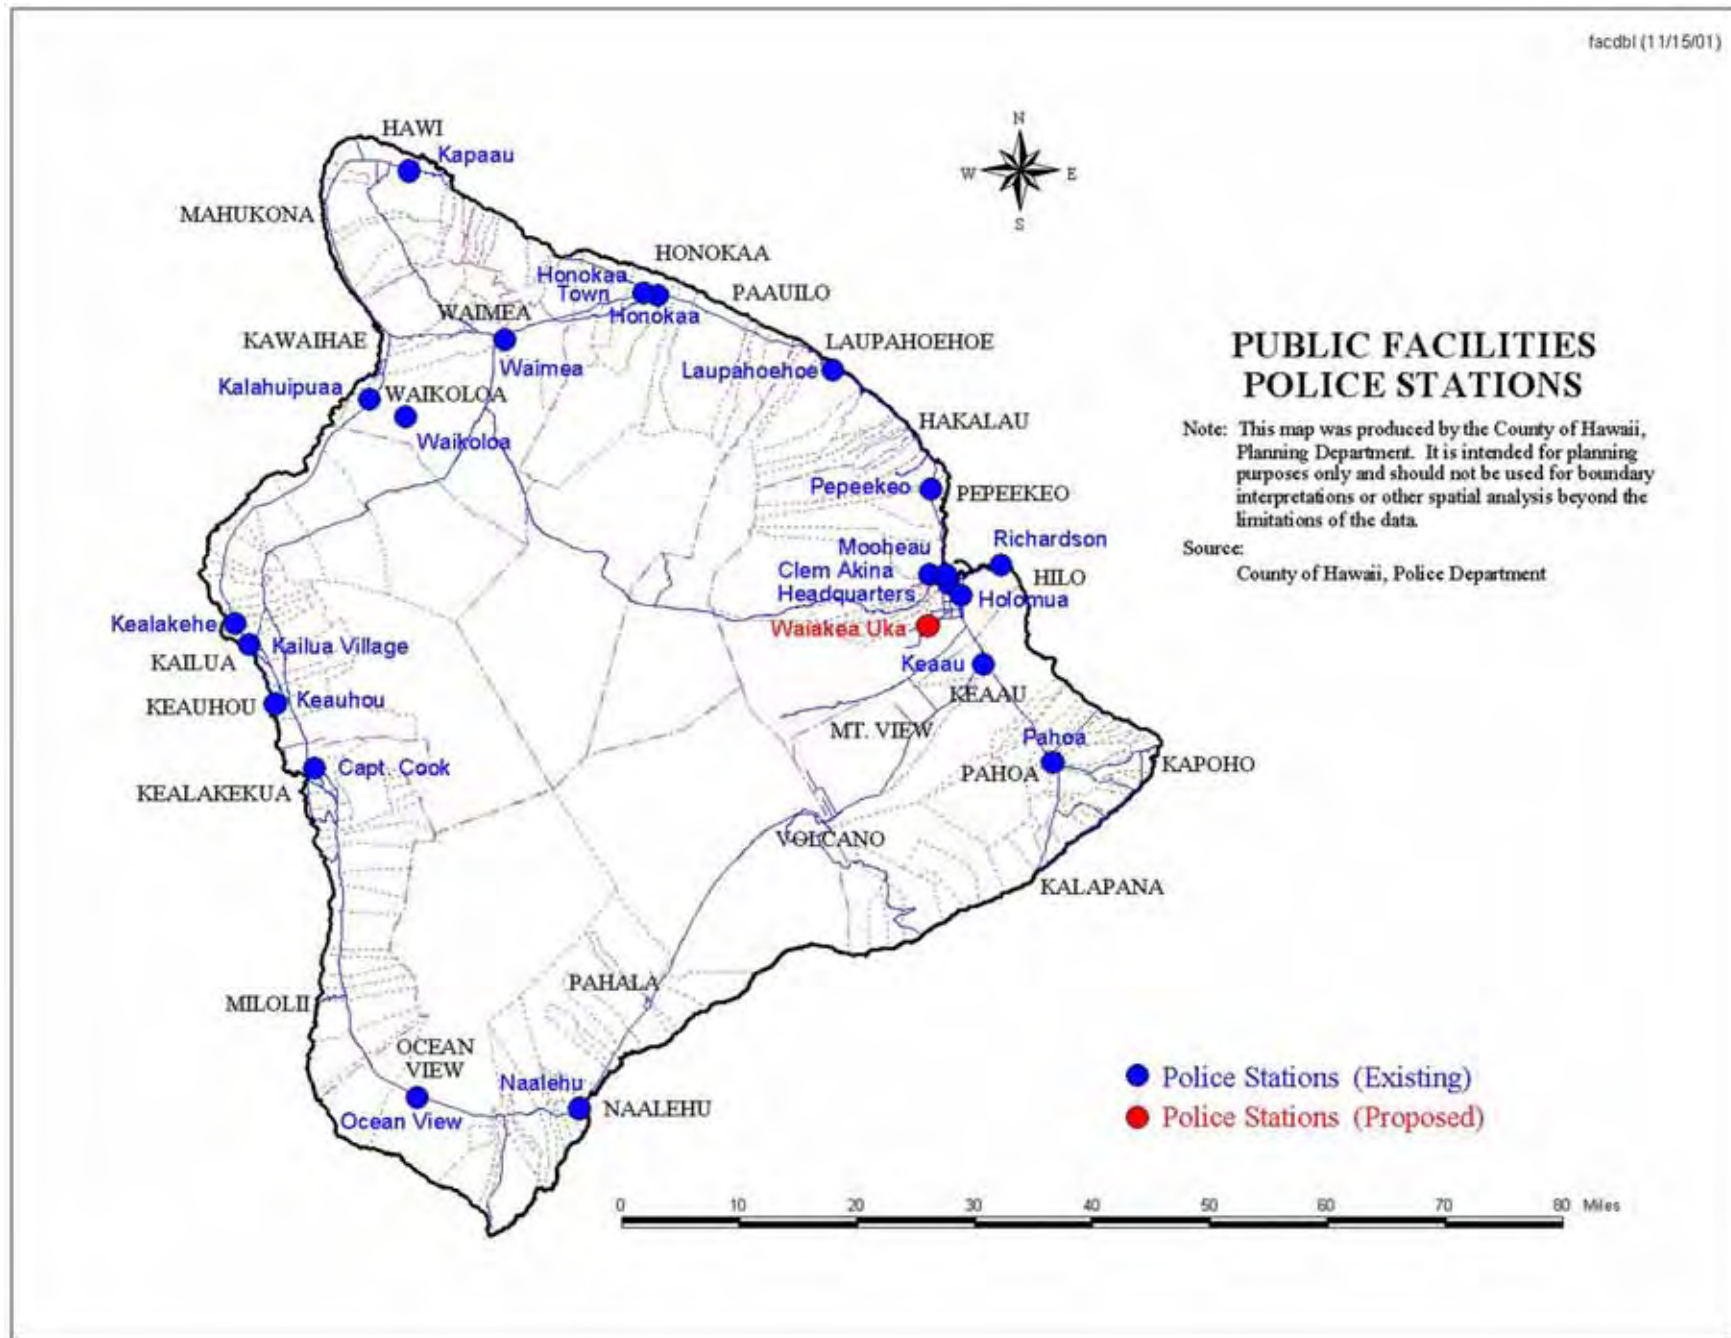 facdbl (11/15/01)
HAWI
Kapaau
N
W
E
S
MAHUKONA
HONOKAA
Honokaa
Town
PAAUILO
WAIMEA
Honokaa
KAWAIHAE
LAUPAHOEHOE
Waimea
Laupahoehoe
Kalahuipuaa
WAIKOLOA
HAKALAU
Waikoloa
PUBLIC FACILITIES
POLICE STATIONS
Note: This map was produced by the County of Hawaii,
Planning Department. It is intended for planning
purposes only and should not be used for boundary
interpretations or other spatial analysis beyond the
limitations of the data.
Source:
County of Hawaii, Police Department
Pepeekeo
PEPEEKEO
Richardson
Mooheau
Clem Akina
HILO
Headquarters
Holomua
Waiakea Uka
Kealakehe
Kailua Village
KAILUA
Keaau
KEAAU
KEAUHOU
Keauhou
MT. VIEW
Pahoa
PAHOA
KAPOHO
Capt. Cook
KEALAKEKUA
VOLCANO
KALAPANA
PAHALA
MILOLII
OCEAN
VIEW
Naalehu
NAALEHU
Ocean View
Police Stations (Existing)
Police Stations (Proposed)
0 10 20 30 40 50 60 70 80 Miles